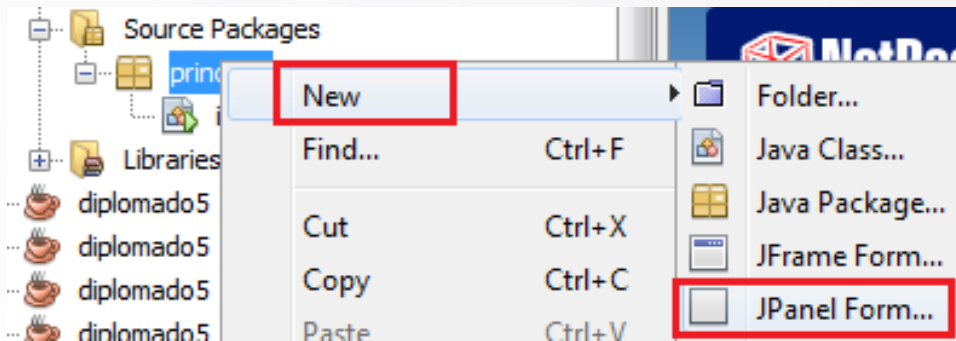 Source Packages
New
Folder...
Find... Ctrl+F
Java Class...
Libraries
Java Package...
diplomado5
Cut Ctrl+X
diplomado5
JFrame Form...
diplomado5
Copy Ctrl+C
JPanel Form...
diplomado5
Paste Ctrl+V